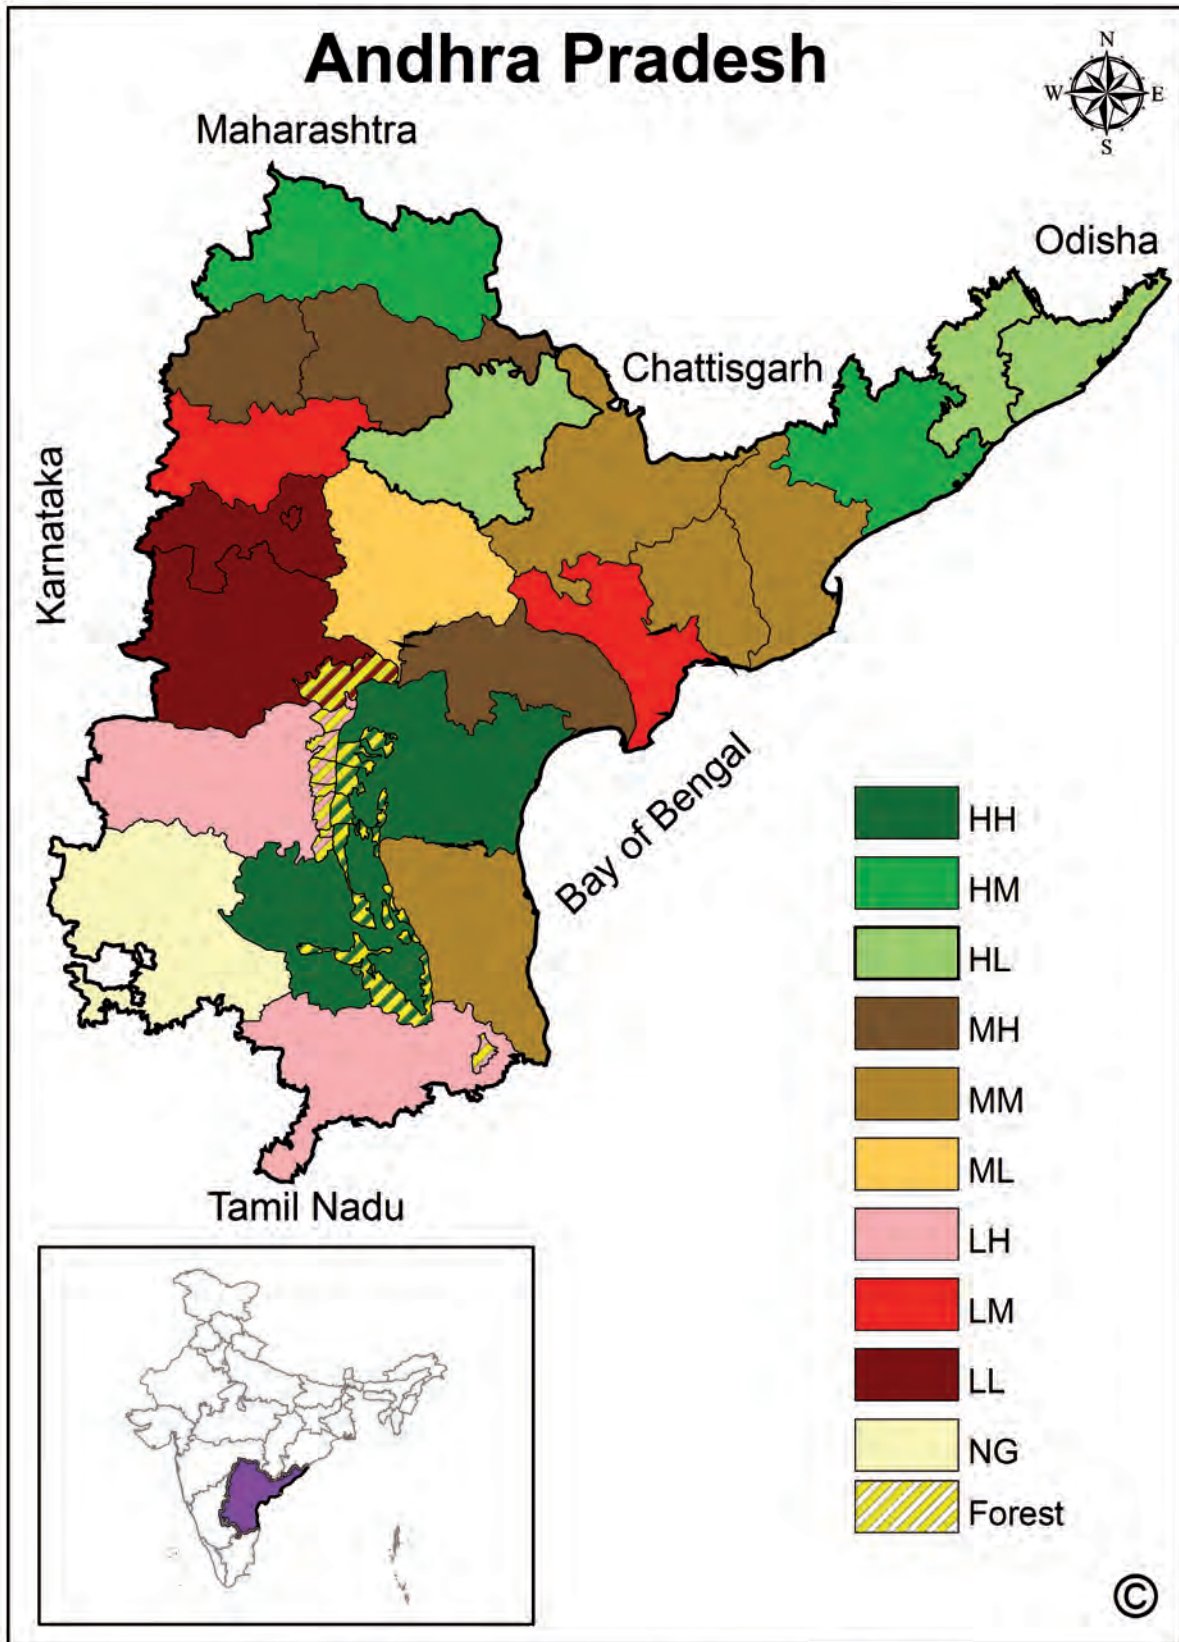 Andhra Pradesh
N
W E
S
Maharashtra
Odisha
Chattisgarh
Karnataka
Bay of Bengal
HH
HM
HL
MH
MM
ML
LH
LM
LL
NG
Forest
Tamil Nadu
©